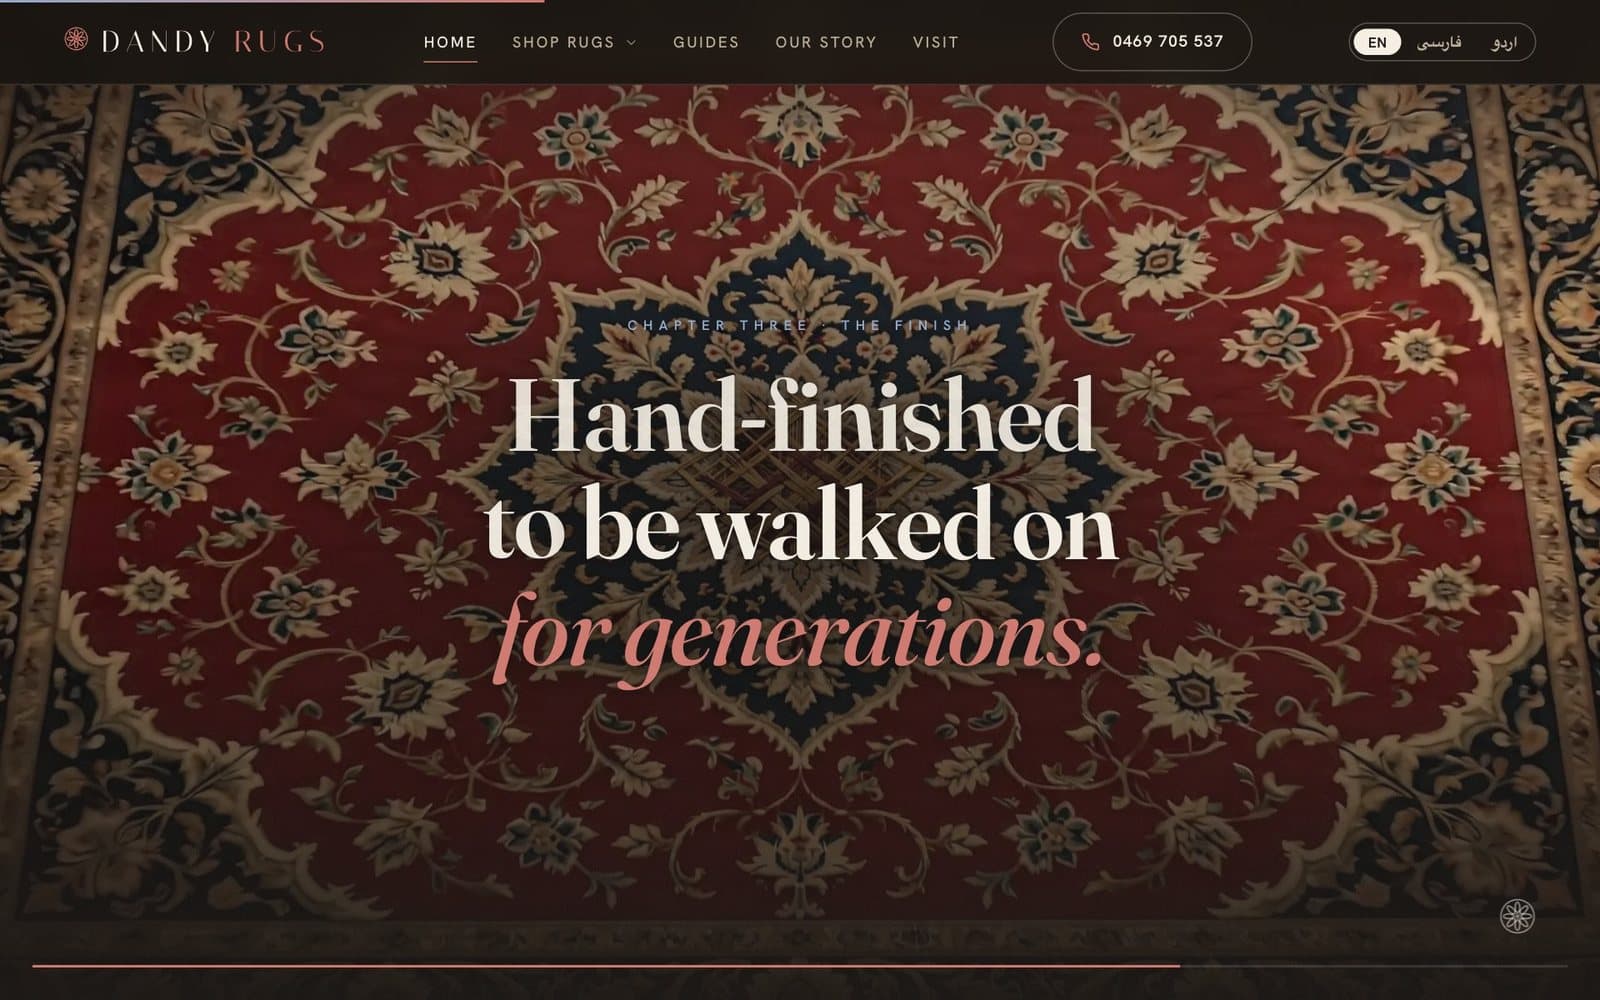 DANDY RUGS
HOME
SHOP RUGS
GUIDES
OUR STORY
VISIT
0469 705 537
EN
فارسی
اردو
CHAPTER THREE · THE FINISH
Hand-finished
to be walked on
for generations.